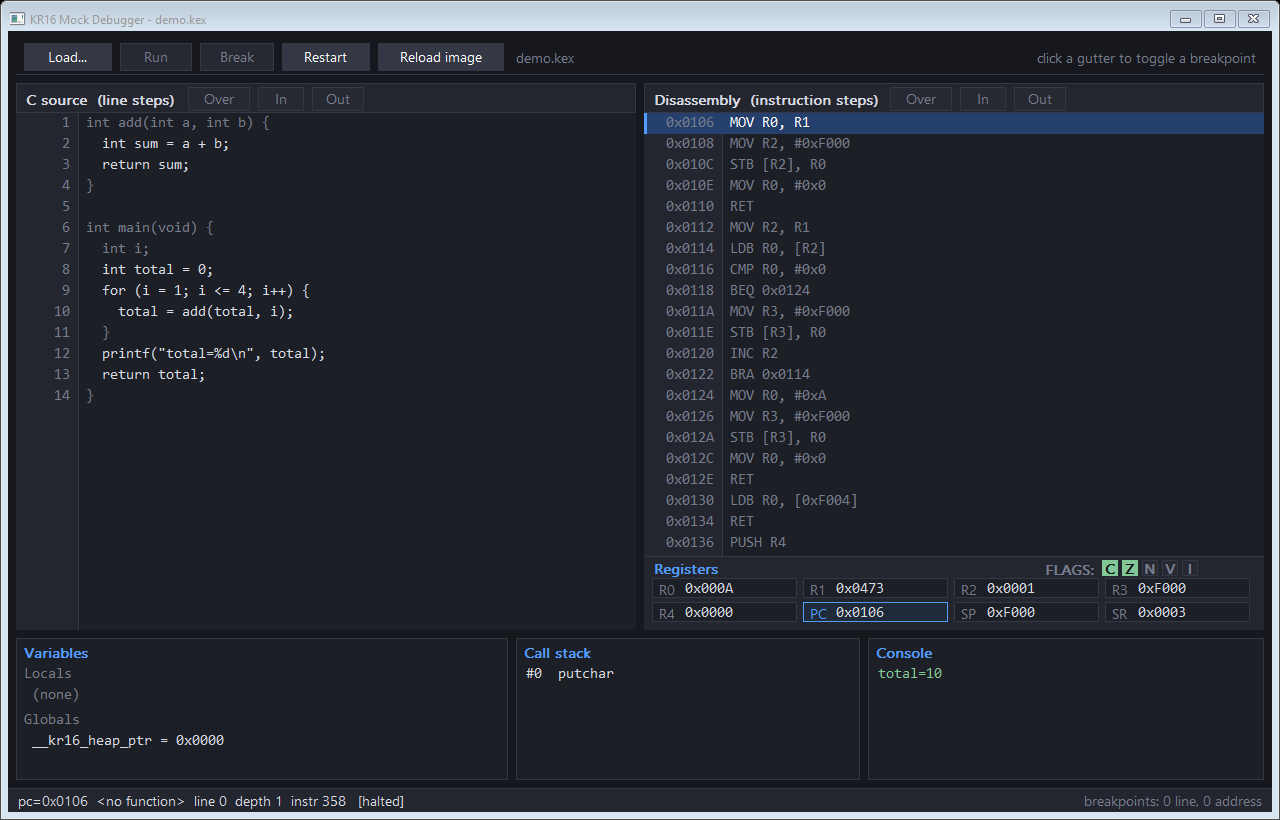 KR16 Mock Debugger - demo.kex
Load... Run Break Restart Reload image demo.kex click a gutter to toggle a breakpoint
C source (line steps) Over In Out
1 int add(int a, int b) {
2 int sum = a + b;
3 return sum;
4 }
5
6 int main(void) {
7 int i;
8 int total = 0;
9 for (i = 1; i <= 4; i++) {
10 total = add(total, i);
11 }
12 printf("total=%d\n", total);
13 return total;
14 }
Disassembly (instruction steps) Over In Out
0x0106 MOV R0, R1
0x0108 MOV R2, #0xF000
0x010C STB [R2], R0
0x010E MOV R0, #0x0
0x0110 RET
0x0112 MOV R2, R1
0x0114 LDB R0, [R2]
0x0116 CMP R0, #0x0
0x0118 BEQ 0x0124
0x011A MOV R3, #0xF000
0x011E STB [R3], R0
0x0120 INC R2
0x0122 BRA 0x0114
0x0124 MOV R0, #0xA
0x0126 MOV R3, #0xF000
0x012A STB [R3], R0
0x012C MOV R0, #0x0
0x012E RET
0x0130 LDB R0, [0xF004]
0x0134 RET
0x0136 PUSH R4
Registers FLAGS: C Z N V I
R0 0x000A R1 0x0473 R2 0x0001 R3 0xF000
R4 0x0000 PC 0x0106 SP 0xF000 SR 0x0003
Variables
Locals
(none)
Globals
__kr16_heap_ptr = 0x0000
Call stack
#0 putchar
Console
total=10
pc=0x0106 <no function> line 0 depth 1 instr 358 [halted] breakpoints: 0 line, 0 address